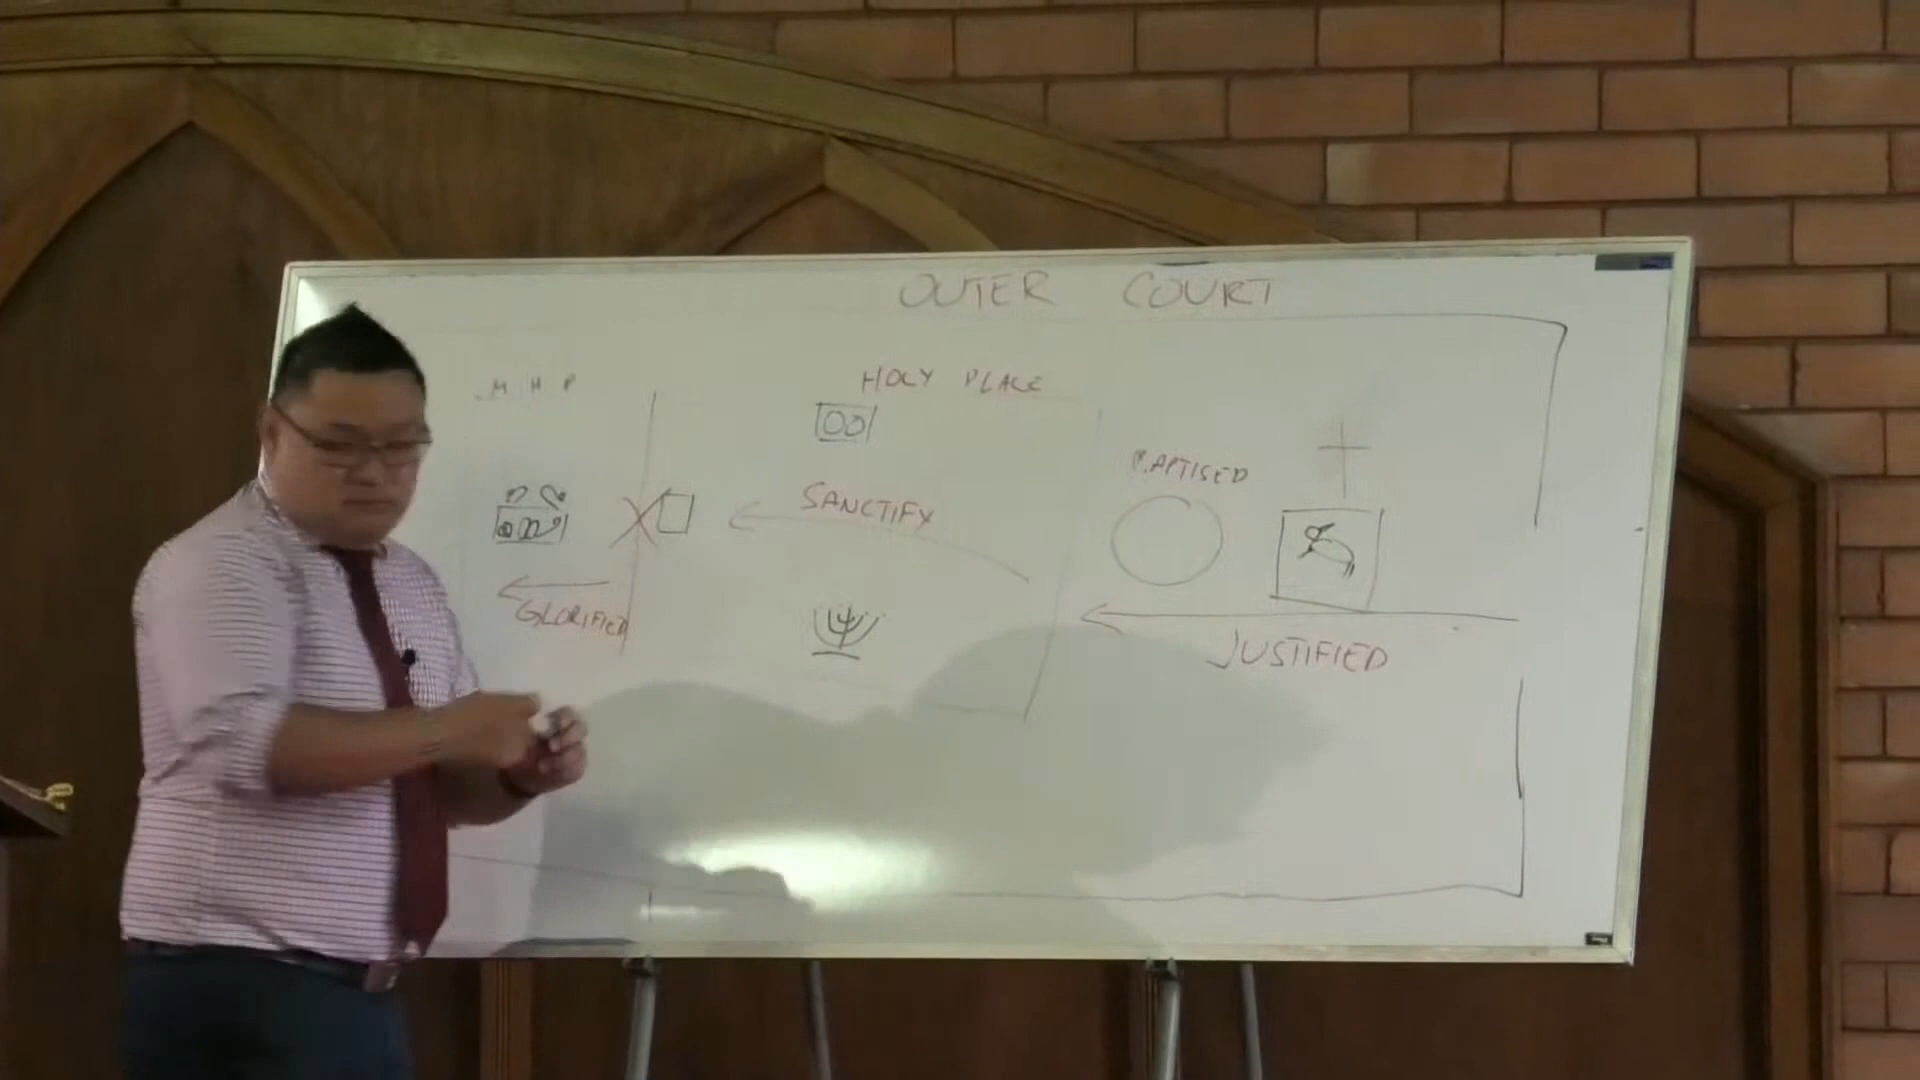 OUTER COURT
M H P
HOLY PLACE
BAPTISED
SANCTIFY
GLORIFIED
JUSTIFIED